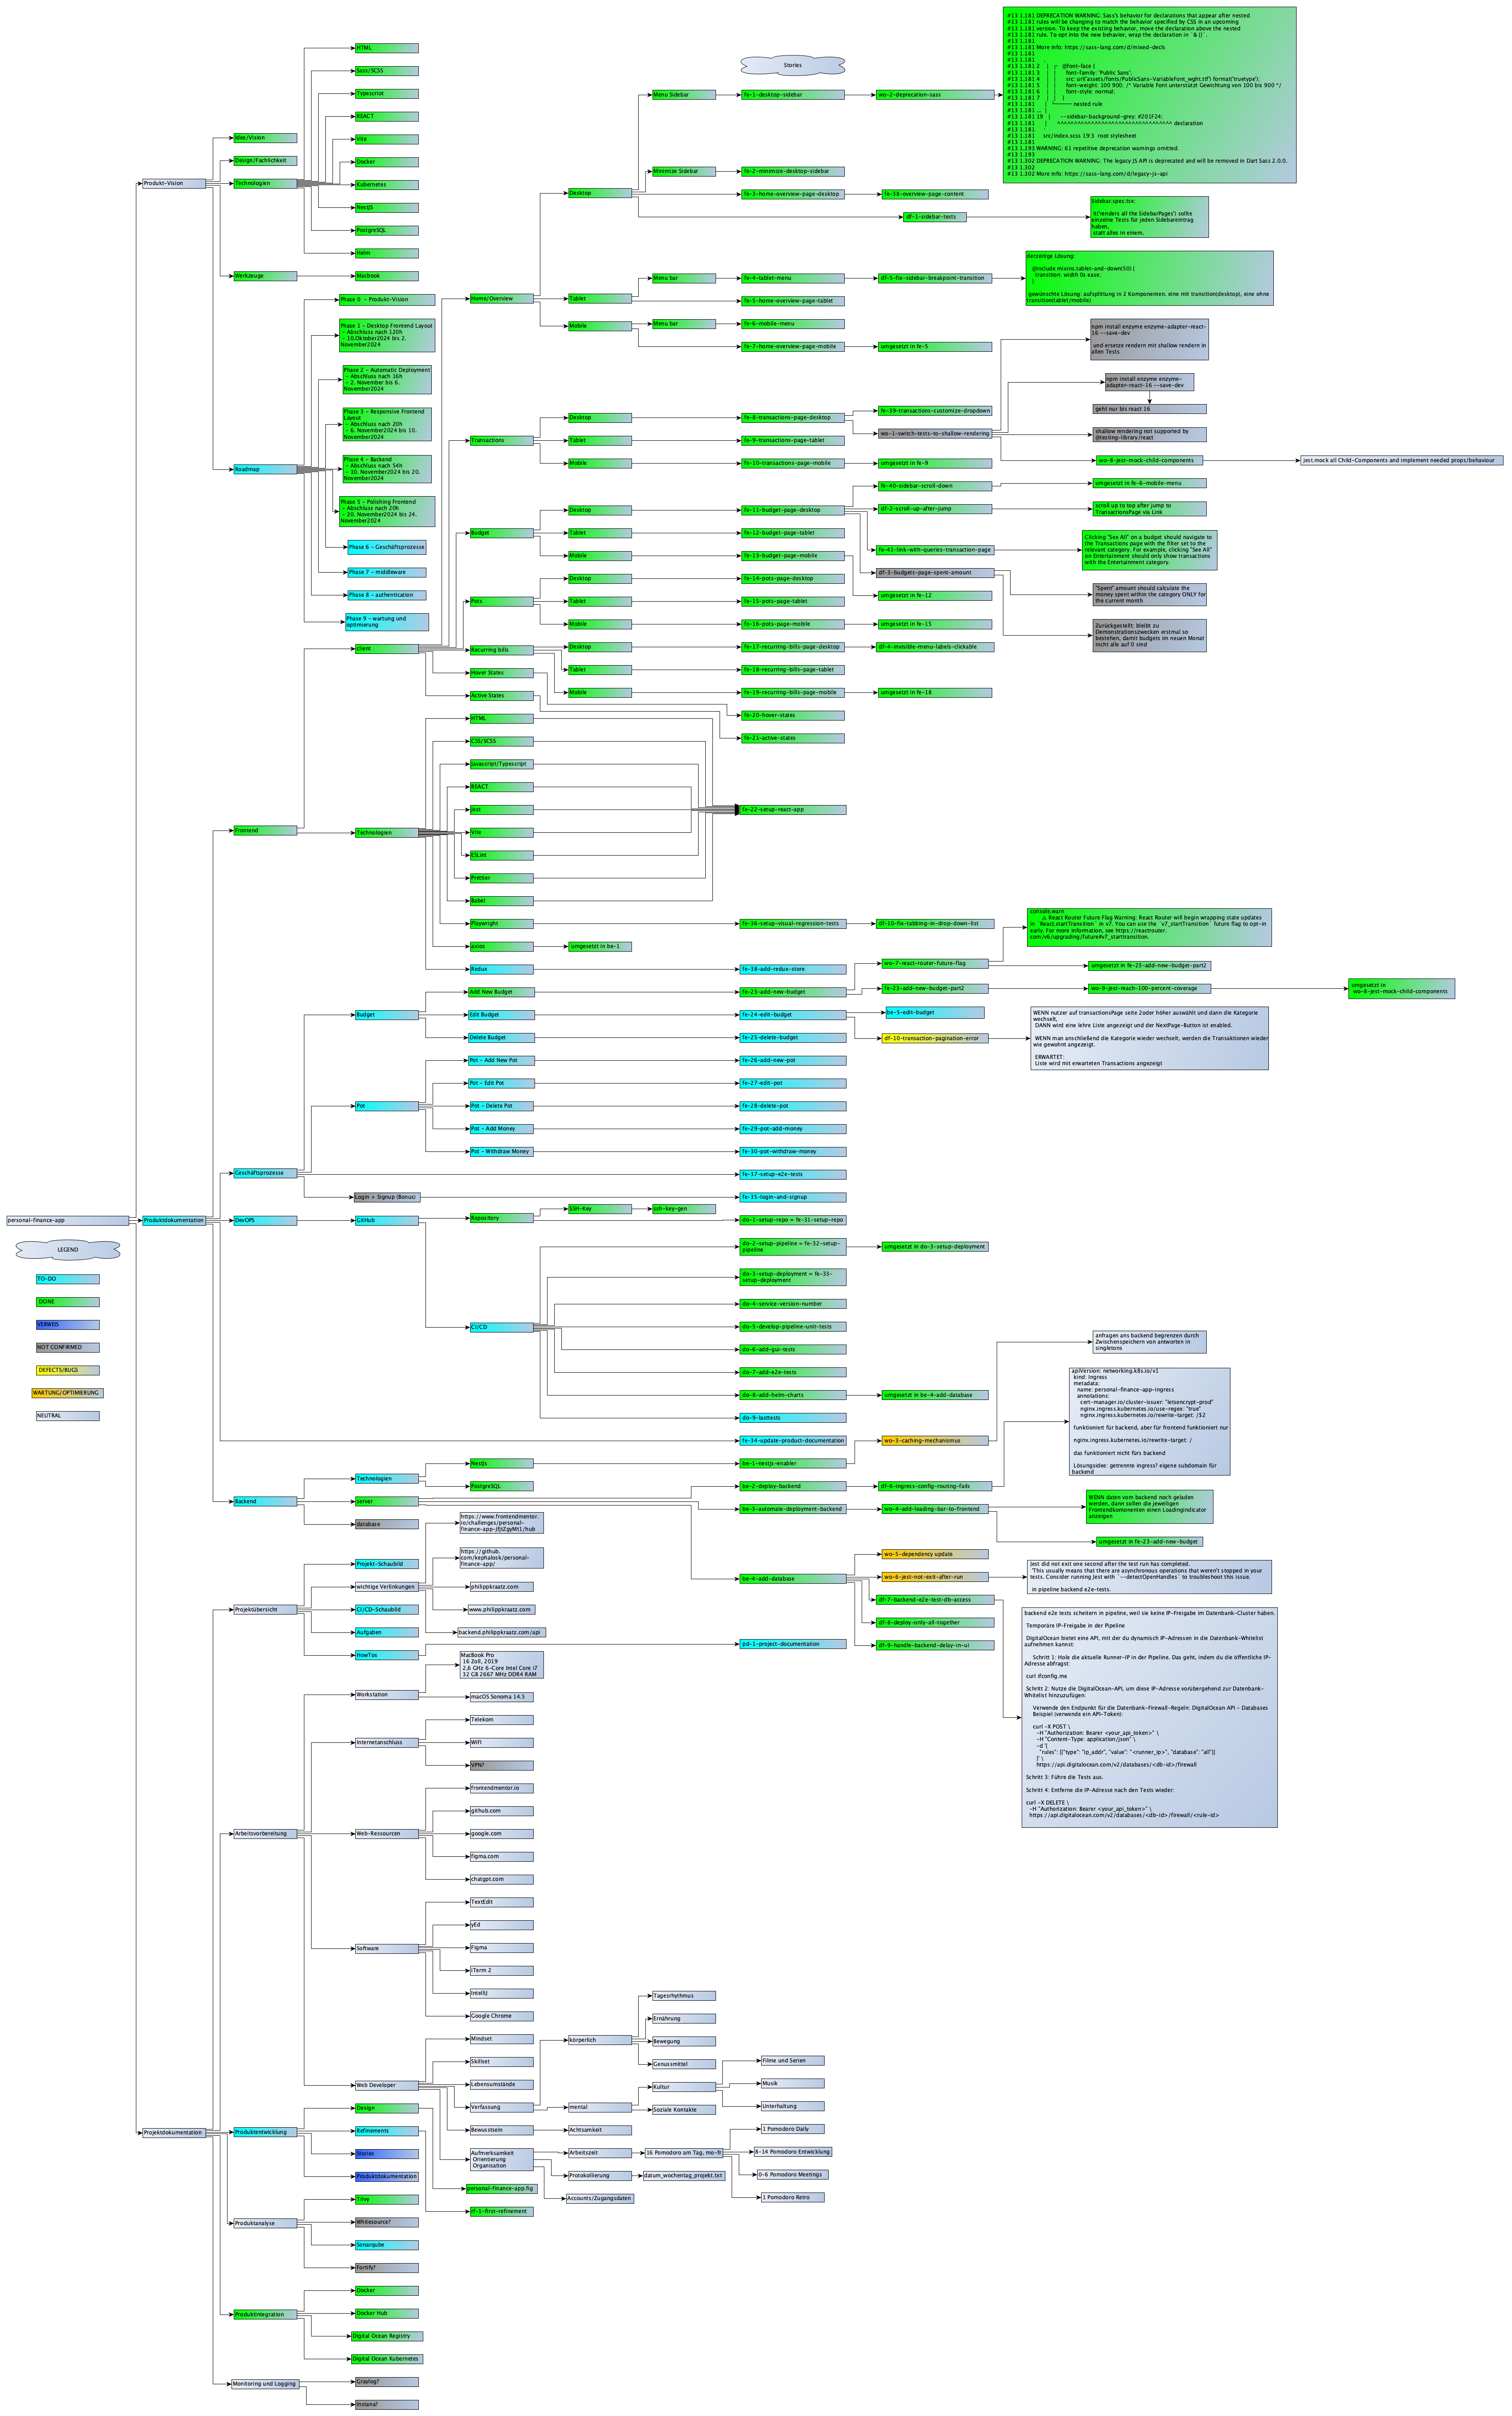 Stories
#13 1.181 DEPRECATION WARNING: Sass's behavior for declarations that appear after nested
#13 1.181 rules will be changing to match the behavior specified by CSS in an upcoming
#13 1.181 version. To keep the existing behavior, move the declaration above the nested
#13 1.181 rule. To opt into the new behavior, wrap the declaration in `& {}`.
#13 1.181
#13 1.181 More info: https://sass-lang.com/d/mixed-decls
#13 1.181
#13 1.181 ╷
#13 1.181 2 │ ┌ @font-face {
#13 1.181 3 │ │ font-family: 'Public Sans';
#13 1.181 4 │ │ src: url('assets/fonts/PublicSans-VariableFont_wght.ttf') format('truetype');
#13 1.181 5 │ │ font-weight: 100 900; /* Variable Font unterstützt Gewichtung von 100 bis 900 */
#13 1.181 6 │ │ font-style: normal;
#13 1.181 7 │ │ }
#13 1.181 │ └──── nested rule
#13 1.181 ... │
#13 1.181 19 │ --sidebar-background-grey: #201F24;
#13 1.181 │ ^^^^^^^^^^^^^^^^^^^^^^^^^^^^^^^^^^ declaration
#13 1.181 ╵
#13 1.181 src/index.scss 19:3 root stylesheet
#13 1.181
#13 1.193 WARNING: 61 repetitive deprecation warnings omitted.
#13 1.193
#13 1.302 DEPRECATION WARNING: The legacy JS API is deprecated and will be removed in Dart Sass 2.0.0.
#13 1.302
#13 1.302 More info: https://sass-lang.com/d/legacy-js-api
personal-finance-app
LEGEND
TO-DO
DONE
VERWEIS
NOT CONFIRMED
DEFECTS/BUGS
WARTUNG/OPTIMIERUNG
NEUTRAL
Produkt-Vision
Idee/Vision
Design/Fachlichkeit
Technologien
HTML
Sass/SCSS
Typescriot
REACT
Vite
Docker
Kubernetes
NestJS
PostgreSQL
Helm
Werkzeuge
Macbook
Roadmap
Phase 0 - Produkt-Vision
Phase 1 - Desktop Frontend Layout
- Abschluss nach 120h
- 10.Oktober2024 bis 2.
November2024
Phase 2 - Automatic Deployment
- Abschluss nach 16h
- 2. November bis 6.
November2024
Phase 3 - Responsive Frontend
Layout
- Abschluss nach 20h
- 6. November2024 bis 10.
November2024
Phase 4 - Backend
- Abschluss nach 54h
- 10. November2024 bis 20.
November2024
Phase 5 - Polishing Frontend
- Abschluss nach 20h
- 20. November2024 bis 24.
November2024
Phase 6 - Geschäftsprozesse
Phase 7 - middleware
Phase 8 - authentication
Phase 9 - wartung und
optimierung
Produktdokumentation
Frontend
client
Home/Overview
Desktop
Menu Sidebar
fe-1-desktop-sidebar
wo-2-deprecation-sass
Minimize Sidebar
fe-2-minimize-desktop-sidebar
fe-3-home-overview-page-desktop
fe-38-overview-page-content
df-1-sidebar-tests
Sidebar.spec.tsx:
it('renders all the SidebarPages') sollte
einzelne Tests für jeden Sidebareintrag
haben,
statt alles in einem.
Tablet
Menu bar
fe-4-tablet-menu
df-5-fix-sidebar-breakpoint-transition
derzeitige Lösung:
@include mixins.tablet-and-down(50) {
transition: width 0s ease;
}
gewünschte Lösung: aufsplittung in 2 Komponenten. eine mit transition(desktop), eine ohne
transition(tablet/mobile)
fe-5-home-overview-page-tablet
Mobile
Menu bar
fe-6-mobile-menu
fe-7-home-overview-page-mobile
umgesetzt in fe-5
Transactions
Desktop
fe-8-transactions-page-desktop
fe-39-transactions-customize-dropdown
wo-1-switch-tests-to-shallow-rendering
npm install enzyme enzyme-adapter-react-
16 --save-dev
und ersetze rendern mit shallow rendern in
allen Tests
npm install enzyme enzyme-
adapter-react-16 --save-dev
geht nur bis react 16
shallow rendering not supported by
@testing-library/react
wo-8-jest-mock-child-components
jest.mock all Child-Components and implement needed props/behaviour
Tablet
fe-9-transactions-page-tablet
Mobile
fe-10-transactions-page-mobile
umgesetzt in fe-9
Budget
Desktop
fe-11-budget-page-desktop
fe-40-sidebar-scroll-down
umgesetzt in fe-6-mobile-menu
df-2-scroll-up-after-jump
scroll up to top after jump to
TransactionsPage via Link
fe-41-link-with-queries-transaction-page
Clicking "See All" on a budget should navigate to
the Transactions page with the filter set to the
relevant category. For example, clicking "See All"
on Entertainment should only show transactions
with the Entertainment category.
df-3-budgets-page-spent-amount
"Spent" amount should calculate the
money spent within the category ONLY for
the current month
Zurückgestellt: bleibt zu
Demonstrationszwecken erstmal so
bestehen, damit budgets im neuen Monat
nicht alle auf 0 sind
Tablet
fe-12-budget-page-tablet
Mobile
fe-13-budget-page-mobile
umgesetzt in fe-12
Pots
Desktop
fe-14-pots-page-desktop
Tablet
fe-15-pots-page-tablet
Mobile
fe-16-pots-page-mobile
umgesetzt in fe-15
Recurring bills
Desktop
fe-17-recurring-bills-page-desktop
df-4-invisible-menu-labels-clickable
Tablet
fe-18-recurring-bills-page-tablet
Mobile
fe-19-recurring-bills-page-mobile
umgesetzt in fe-18
Hover States
fe-20-hover-states
Active States
fe-21-active-states
Technologien
HTML
CSS/SCSS
Javascript/Typescript
REACT
Jest
Vite
ESLint
Prettier
Babel
fe-22-setup-react-app
Playwright
fe-36-setup-visual-regression-tests
df-10-fix-tabbing-in-drop-down-list
axios
umgesetzt in be-1
Redux
fe-38-add-redux-store
Geschäftsprozesse
Budget
Add New Budget
fe-23-add-new-budget
wo-7-react-router-future-flag
console.warn
⚠ React Router Future Flag Warning: React Router will begin wrapping state updates
in `React.startTransition` in v7. You can use the `v7_startTransition` future flag to opt-in
early. For more information, see https://reactrouter.
com/v6/upgrading/future#v7_starttransition.
umgesetzt in fe-23-add-new-budget-part2
fe-23-add-new-budget-part2
wo-9-jest-reach-100-percent-coverage
umgesetzt in
wo-8-jest-mock-child-components
Edit Budget
fe-24-edit-budget
be-5-edit-budget
df-10-transaction-pagination-error
WENN nutzer auf transactionsPage seite 2oder höher auswählt und dann die Kategorie
wechselt,
DANN wird eine lehre Liste angezeigt und der NextPage-Button ist enabled.
WENN man anschließend die Kategorie wieder wechselt, werden die Transaktionen wieder
wie gewohnt angezeigt.
ERWARTET:
Liste wird mit erwarteten Transactions angezeigt
Delete Budget
fe-25-delete-budget
Pot
Pot - Add New Pot
fe-26-add-new-pot
Pot - Edit Pot
fe-27-edit-pot
Pot - Delete Pot
fe-28-delete-pot
Pot - Add Money
fe-29-pot-add-money
Pot - Withdraw Money
fe-30-pot-withdraw-money
fe-37-setup-e2e-tests
Login + Signup (Bonus)
fe-35-login-and-signup
DevOPS
GitHub
Repository
SSH-Key
ssh-key-gen
do-1-setup-repo = fe-31-setup-repo
CI/CD
do-2-setup-pipeline = fe-32-setup-
pipeline
umgesetzt in do-3-setup-deployment
do-3-setup-deployment = fe-33-
setup-deployment
do-4-service-version-number
do-5-develop-pipeline-unit-tests
do-6-add-gui-tests
do-7-add-e2e-tests
do-8-add-helm-charts
umgesetzt in be-4-add-database
do-9-lasttests
fe-34-update-product-documentation
Backend
Technologien
NestJs
be-1-nestjs-enabler
wo-3-caching-mechanismus
anfragen ans backend begrenzen durch
Zwischenspeichern von antworten in
singletons
PostgreSQL
server
be-2-deploy-backend
df-6-ingress-config-routing-fails
apiVersion: networking.k8s.io/v1
kind: Ingress
metadata:
name: personal-finance-app-ingress
annotations:
cert-manager.io/cluster-issuer: "letsencrypt-prod"
nginx.ingress.kubernetes.io/use-regex: "true"
nginx.ingress.kubernetes.io/rewrite-target: /$2
funktioniert für backend, aber für frontend funktioniert nur
nginx.ingress.kubernetes.io/rewrite-target: /
das funktioniert nicht fürs backend
Lösungsidee: getrennte ingress? eigene subdomain für
backend
be-3-automate-deployment-backend
wo-4-add-loading-bar-to-frontend
WENN daten vom backend noch geladen
werden, dann sollen die jeweiligen
Frontendkomonenten einen Loadingindicator
anzeigen
umgesetzt in fe-23-add-new-budget
database
be-4-add-database
wo-5-dependency update
wo-6-jest-not-exit-after-run
Jest did not exit one second after the test run has completed.
'This usually means that there are asynchronous operations that weren't stopped in your
tests. Consider running Jest with `--detectOpenHandles` to troubleshoot this issue.
in pipeline backend e2e-tests.
df-7-backend-e2e-test-db-access
backend e2e tests scheitern in pipeline, weil sie keine IP-Freigabe im Datenbank-Cluster haben.
Temporäre IP-Freigabe in der Pipeline
DigitalOcean bietet eine API, mit der du dynamisch IP-Adressen in die Datenbank-Whitelist
aufnehmen kannst:
Schritt 1: Hole die aktuelle Runner-IP in der Pipeline. Das geht, indem du die öffentliche IP-
Adresse abfragst:
curl ifconfig.me
Schritt 2: Nutze die DigitalOcean-API, um diese IP-Adresse vorübergehend zur Datenbank-
Whitelist hinzuzufügen:
Verwende den Endpunkt für die Datenbank-Firewall-Regeln: DigitalOcean API - Databases
Beispiel (verwende ein API-Token):
curl -X POST \
-H "Authorization: Bearer <your_api_token>" \
-H "Content-Type: application/json" \
-d '{
"rules": [{"type": "ip_addr", "value": "<runner_ip>", "database": "all"}]
}' \
https://api.digitalocean.com/v2/databases/<db-id>/firewall
Schritt 3: Führe die Tests aus.
Schritt 4: Entferne die IP-Adresse nach den Tests wieder:
curl -X DELETE \
-H "Authorization: Bearer <your_api_token>" \
https://api.digitalocean.com/v2/databases/<db-id>/firewall/<rule-id>
df-8-deploy-only-all-together
df-9-handle-backend-delay-in-ui
Projektdokumentation
Projektübersicht
Projekt-Schaubild
wichtige Verlinkungen
https://www.frontendmentor.
io/challenges/personal-
finance-app-JfjtZgyMt1/hub
https://github.
com/kephalosk/personal-
finance-app/
philippkraatz.com
www.philippkraatz.com
backend.philippkraatz.com/api
CI/CD-Schaubild
Aufgaben
HowTos
pd-1-project-documentation
Arbeitsvorbereitung
Workstation
MacBook Pro
16 Zoll, 2019
2,6 GHz 6-Core Intel Core i7
32 GB 2667 MHz DDR4 RAM
macOS Sonoma 14.5
Internetanschluss
Telekom
WIFI
VPN?
Web-Ressourcen
frontendmentor.io
github.com
google.com
figma.com
chatgpt.com
Software
TextEdit
yEd
Figma
iTerm 2
IntelliJ
Google Chrome
Web Developer
Mindset
Skillset
Lebensumstände
Verfassung
körperlich
Tagesrhythmus
Ernährung
Bewegung
Genussmittel
mental
Kultur
Filme und Serien
Musik
Unterhaltung
Soziale Kontakte
Bewusstsein
Achtsamkeit
Aufmerksamkeit
Orientierung
Organisation
Arbeitszeit
16 Pomodoro am Tag, mo-fr
1 Pomodoro Daily
8-14 Pomodoro Entwicklung
0-6 Pomodoro Meetings
1 Pomodoro Retro
Protokollierung
datum_wochentag_projekt.txt
Accounts/Zugangsdaten
Produktentwicklung
Design
personal-finance-app.fig
Refinements
rf-1-first-refinement
Stories
Produktdokumentation
Produktanalyse
Trivy
Whitesource?
Sonarqube
Fortify?
Produktintegration
Docker
Docker Hub
Digital Ocean Registry
Digital Ocean Kubernetes
Monitoring und Logging
Graylog?
Instana?